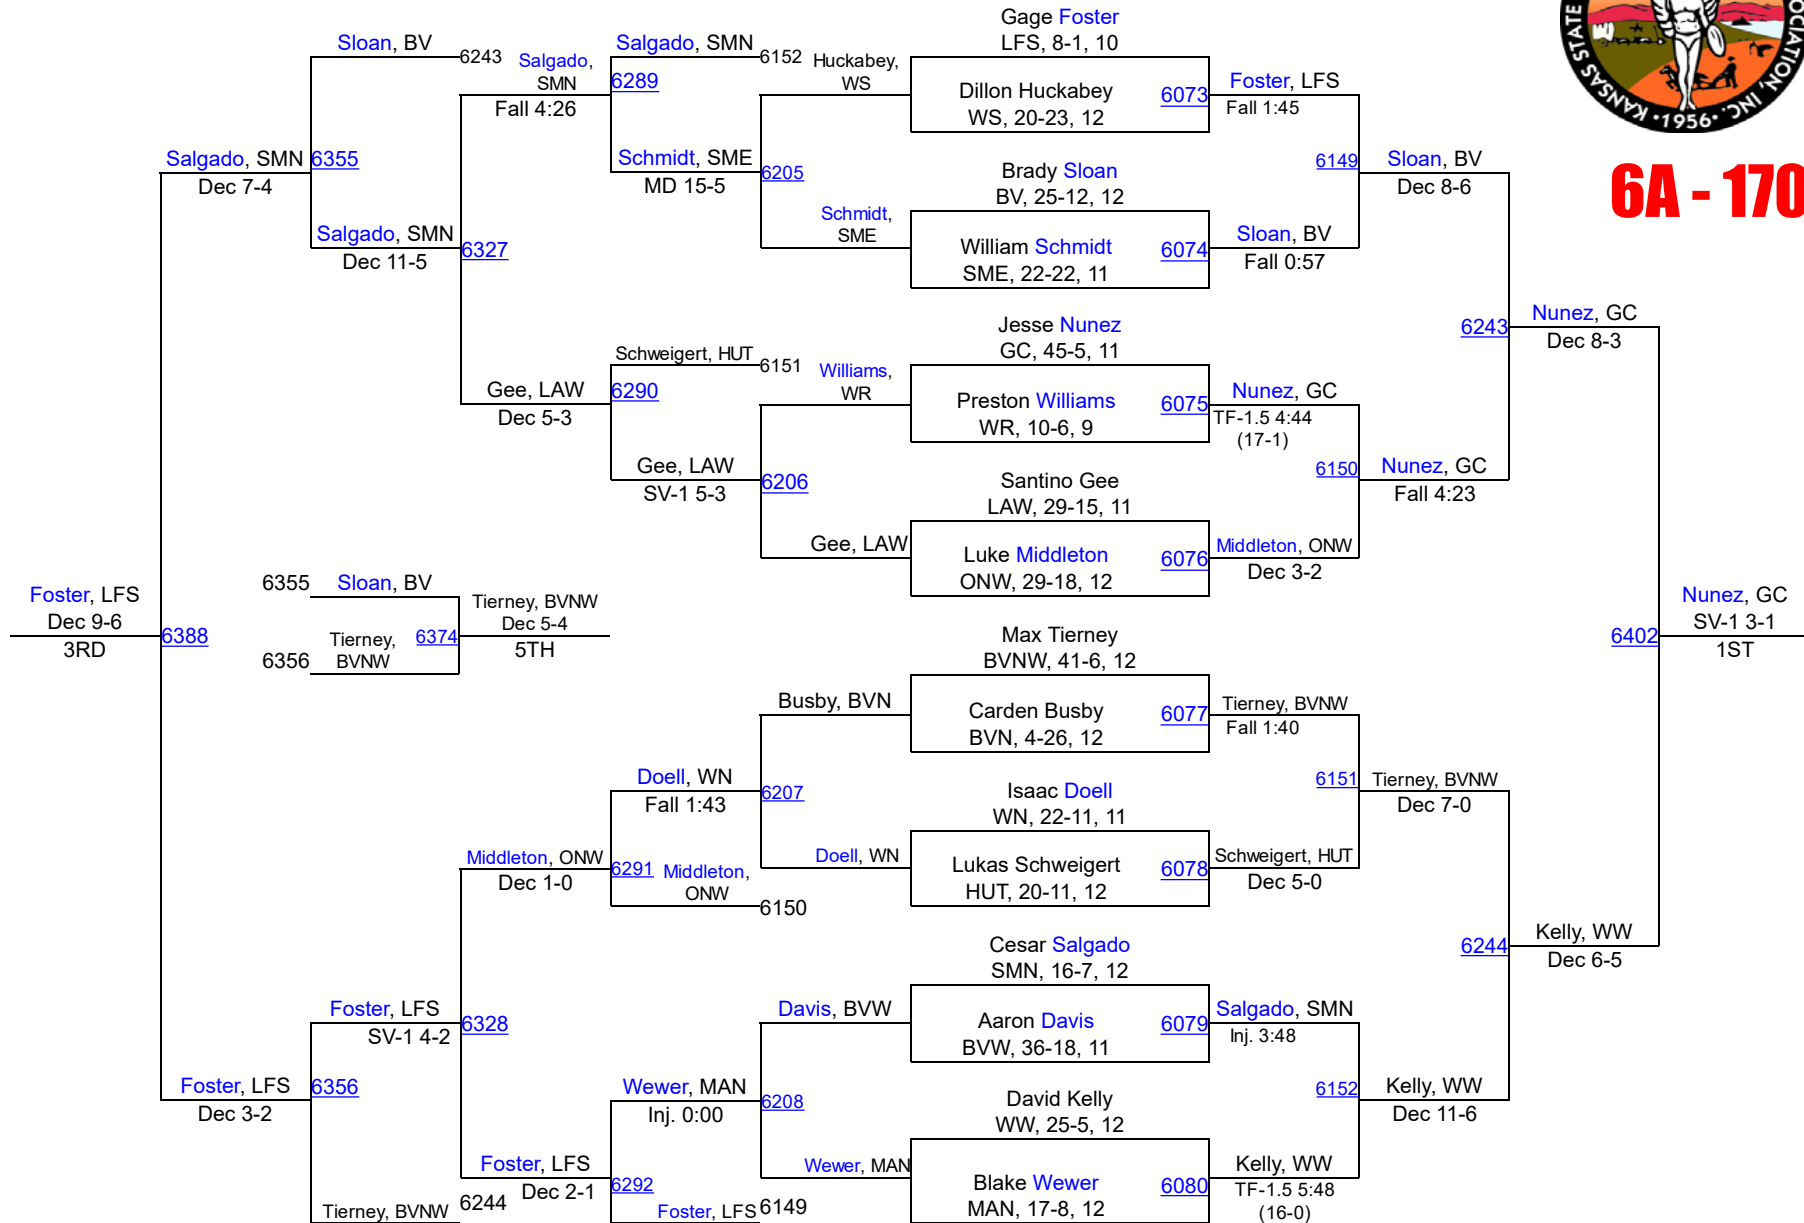 KANSAS STATE
OCIATION, INC.
•1956•
6A - 170
Gage Foster
LFS, 8-1, 10
Dillon Huckabey
WS, 20-23, 12
6073
Foster, LFS
Fall 1:45
Brady Sloan
BV, 25-12, 12
William Schmidt
SME, 22-22, 11
6074
Sloan, BV
Fall 0:57
Jesse Nunez
GC, 45-5, 11
Preston Williams
WR, 10-6, 9
6075
Nunez, GC
TF-1.5 4:44
(17-1)
Santino Gee
LAW, 29-15, 11
Luke Middleton
ONW, 29-18, 12
6076
Middleton, ONW
Dec 3-2
Max Tierney
BVNW, 41-6, 12
Carden Busby
BVN, 4-26, 12
6077
Tierney, BVNW
Fall 1:40
Isaac Doell
WN, 22-11, 11
Lukas Schweigert
HUT, 20-11, 12
6078
Schweigert, HUT
Dec 5-0
Cesar Salgado
SMN, 16-7, 12
Aaron Davis
BVW, 36-18, 11
6079
Salgado, SMN
Inj. 3:48
David Kelly
WW, 25-5, 12
Blake Wewer
MAN, 17-8, 12
6080
Kelly, WW
TF-1.5 5:48
(16-0)
6149
Sloan, BV
Dec 8-6
6150
Nunez, GC
Fall 4:23
6151
Tierney, BVNW
Dec 7-0
6152
Kelly, WW
Dec 11-6
6243
Nunez, GC
Dec 8-3
6244
Kelly, WW
Dec 6-5
6402
Nunez, GC
SV-1 3-1
1ST
Huckabey,
WS
Schmidt,
SME
6205
Schmidt, SME
MD 15-5
Salgado, SMN
6152
6289
Salgado,
SMN
Fall 4:26
Williams,
WR
Gee, LAW
6206
Gee, LAW
SV-1 5-3
Schweigert, HUT
6151
6290
Gee, LAW
Dec 5-3
6327
Salgado, SMN
Dec 11-5
Sloan, BV
6243
6355
Salgado, SMN
Dec 7-4
Busby, BVN
Doell, WN
6207
Doell, WN
Fall 1:43
6291
Middleton,
ONW
6150
Middleton, ONW
Dec 1-0
Davis, BVW
Wewer, MAN
6208
Wewer, MAN
Inj. 0:00
6292
Foster, LFS
6149
Foster, LFS
Dec 2-1
6328
Foster, LFS
SV-1 4-2
Tierney, BVNW
6244
6356
Foster, LFS
Dec 3-2
6388
Foster, LFS
Dec 9-6
3RD
6355
Sloan, BV
6356
Tierney,
BVNW
6374
Tierney, BVNW
Dec 5-4
5TH